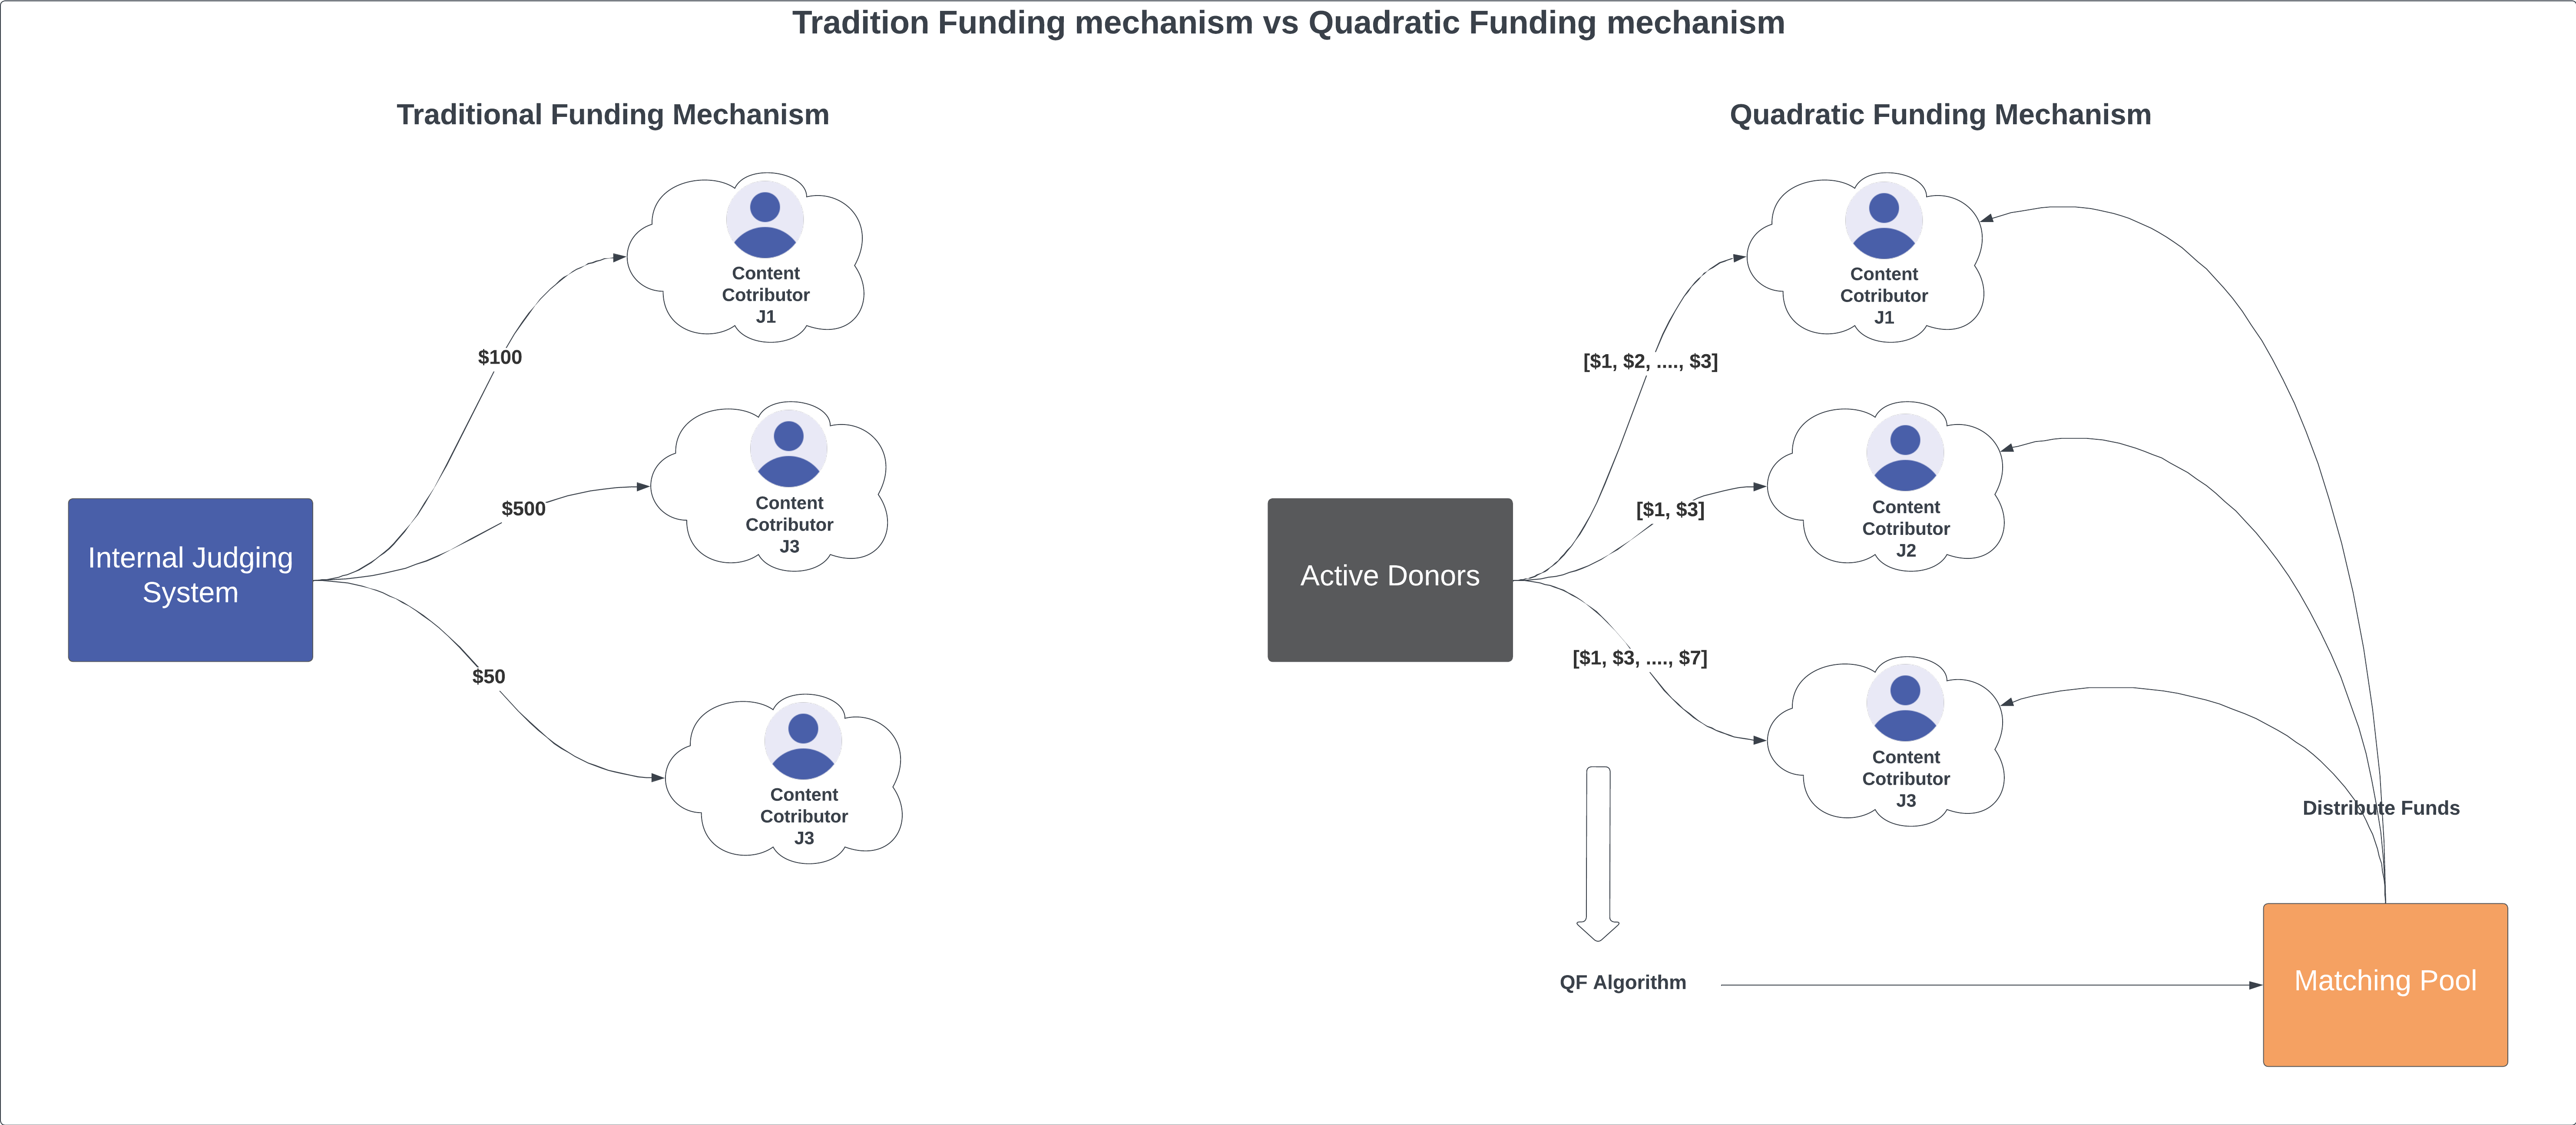 Tradition Funding mechanism vs Quadratic Funding mechanism
Traditional Funding Mechanism
Content
Cotributor
J1
$100
$500
Content
Cotributor
J3
Internal Judging
System
$50
Content
Cotributor
J3
Quadratic Funding Mechanism
Content
Cotributor
J1
[$1, $2, ...., $3]
[$1, $3]
Content
Cotributor
J2
Active Donors
[$1, $3, ...., $7]
Content
Cotributor
J3
Distribute Funds
QF Algorithm
Matching Pool